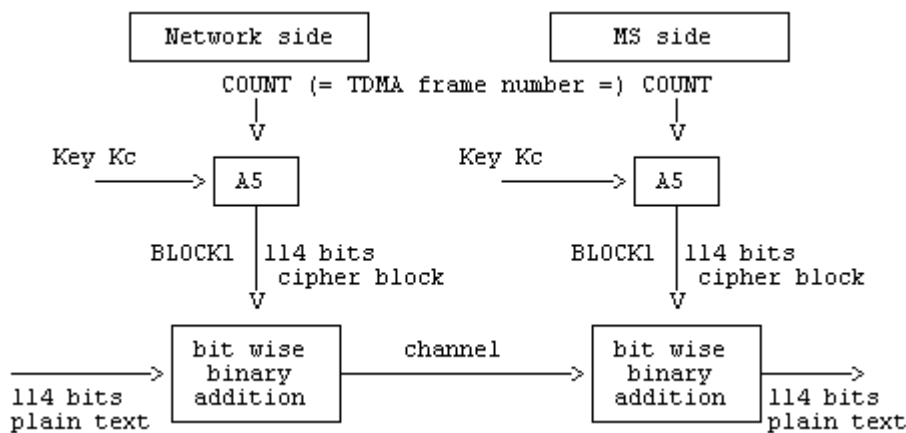 Network side
MS side
COUNT (= TDMA frame number =) COUNT
V
V
Key Kc
Key Kc
A5
A5
BLOCK1
114 bits
cipher block
BLOCK1
114 bits
cipher block
V
V
bit wise
binary
addition
channel
bit wise
binary
addition
114 bits
plain text
114 bits
plain text